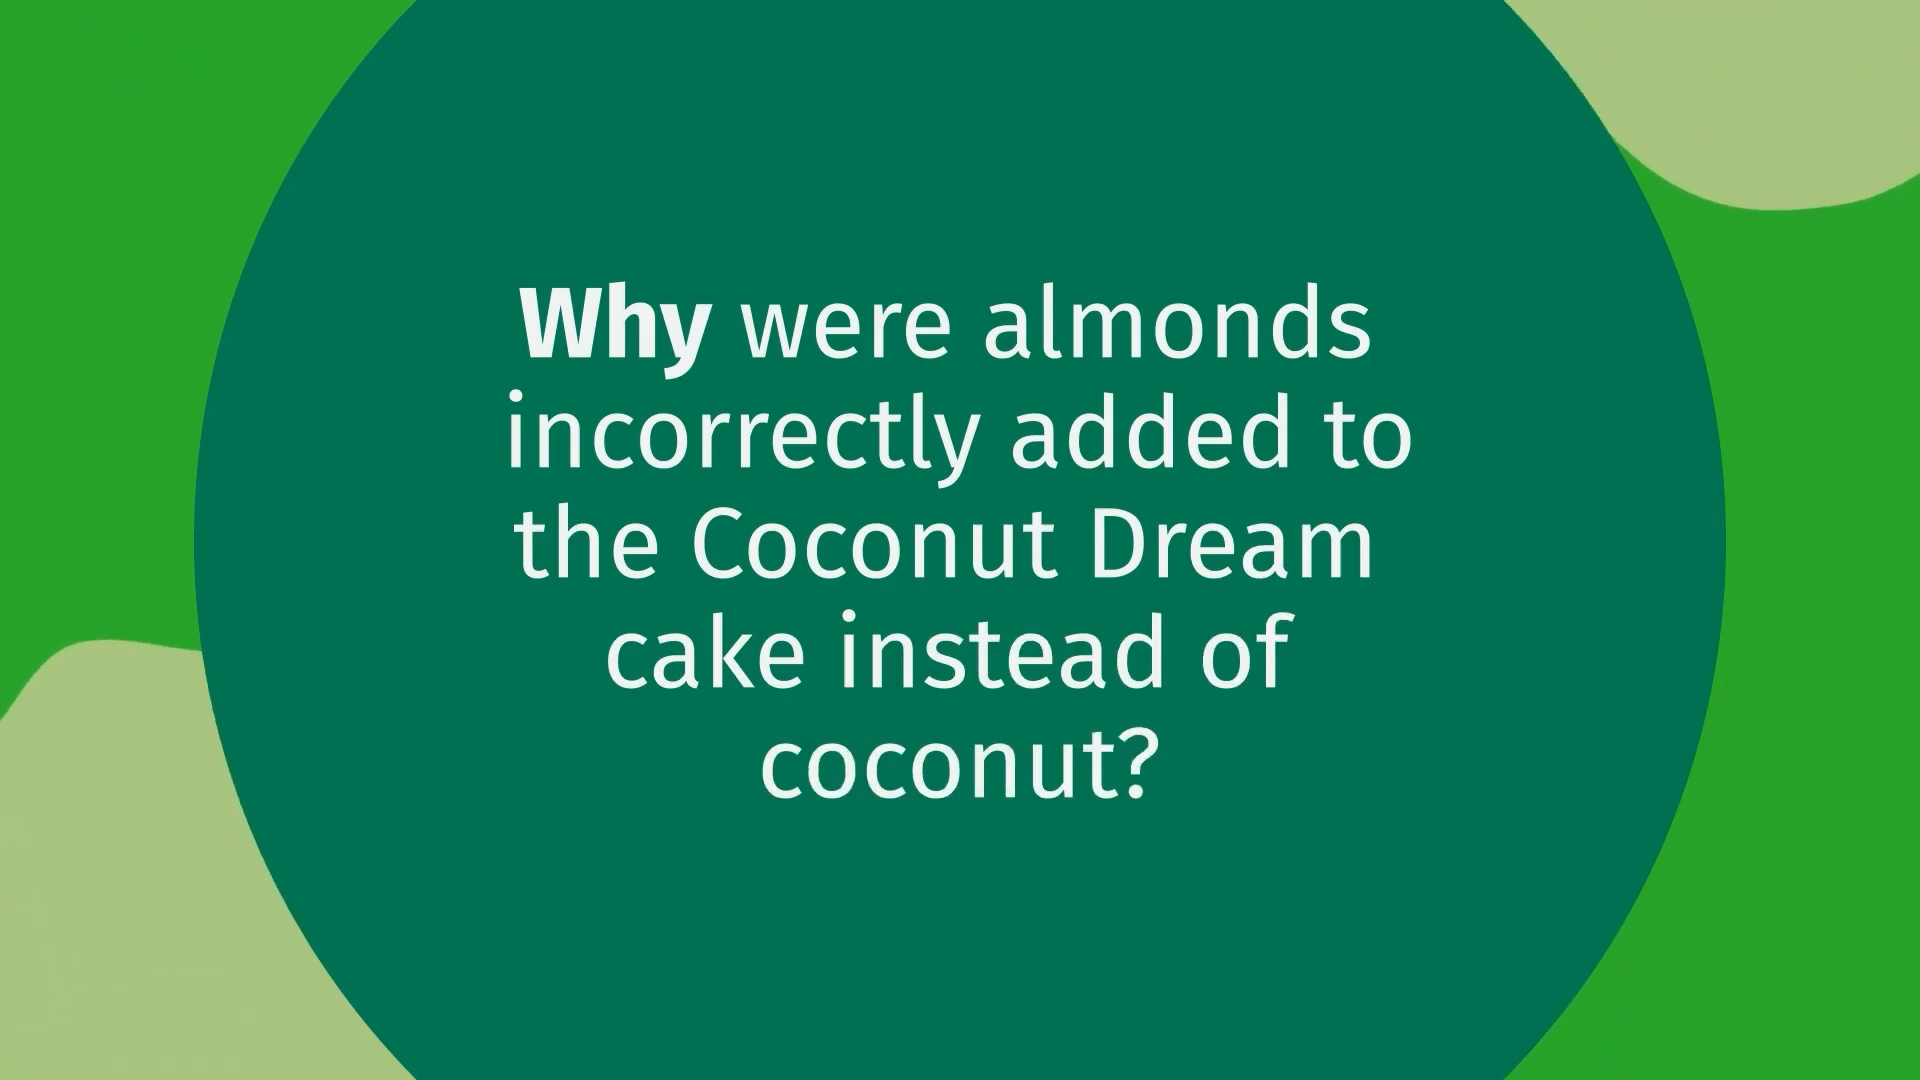 Why were almonds
incorrectly added to
the Coconut Dream
cake instead of
coconut?